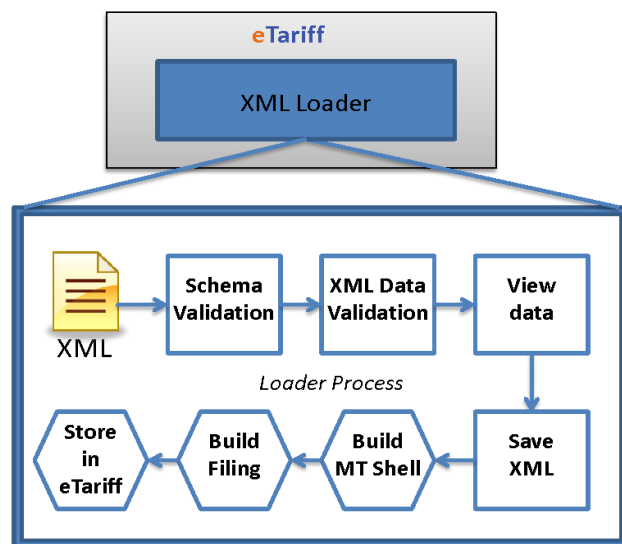 eTariff
XML Loader
XML
Schema
Validation
XML Data
Validation
View
data
Loader Process
Store
in
eTariff
Build
Filing
Build
MT Shell
Save
XML